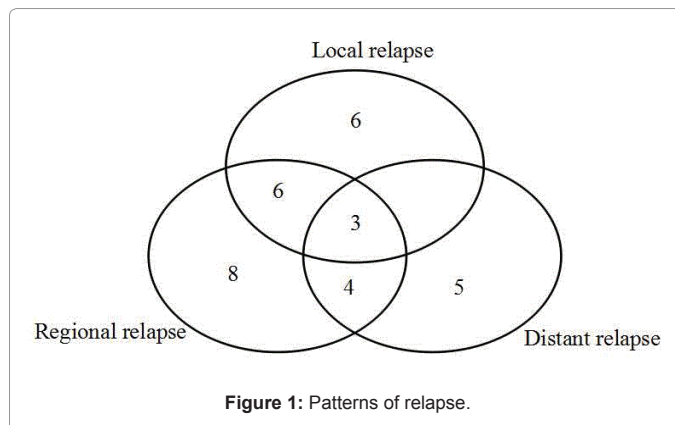 Local relapse
6
6
3
8
4
5
Regional relapse
Distant relapse
Figure 1: Patterns of relapse.